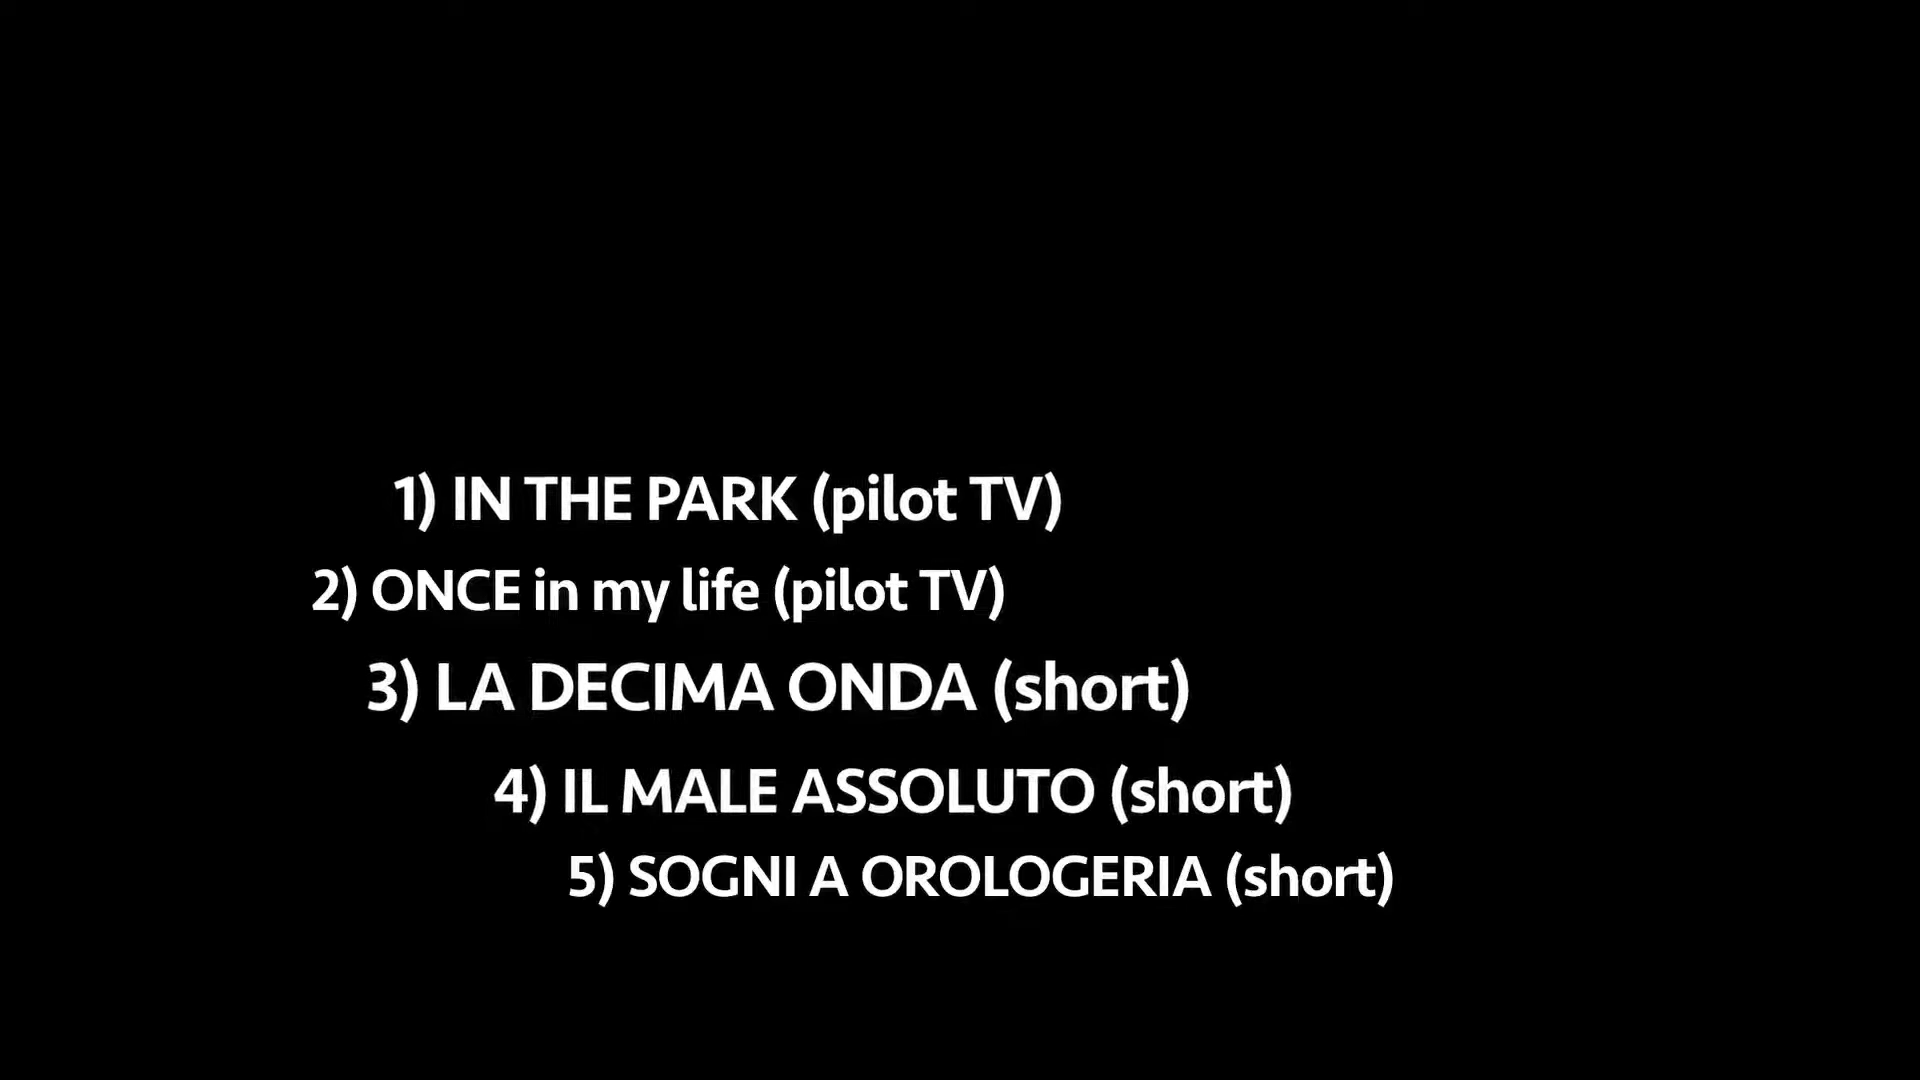 1) IN THE PARK (pilot TV)
2) ONCE in my life (pilot TV)
3) LA DECIMA ONDA (short)
4) IL MALE ASSOLUTO (short)
5) SOGNI A OROLOGERIA (short)